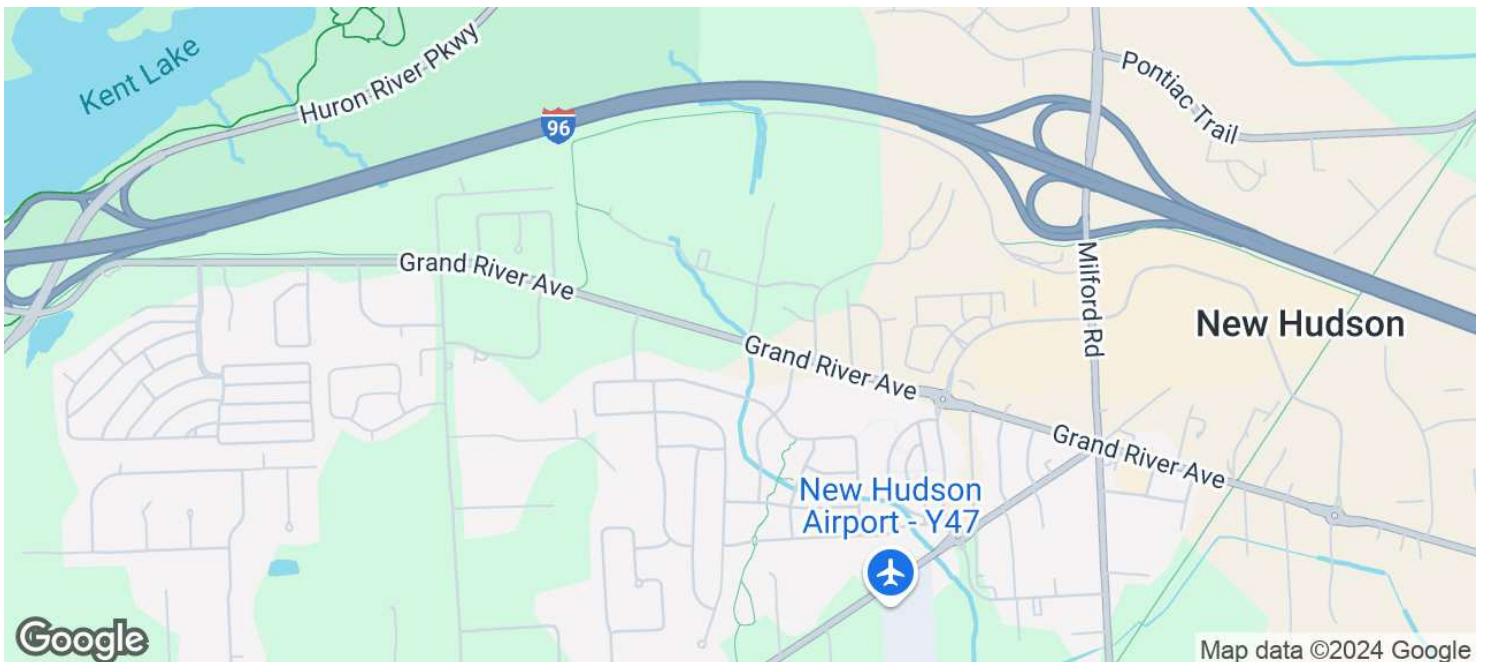 Kent Lake
Huron River Pkwy
96
Pontiac Trail
Grand River Ave
Milford Rd
New Hudson
Grand River Ave
Grand River Ave
New Hudson
Airport - Y47
Google
Map data ©2024 Google